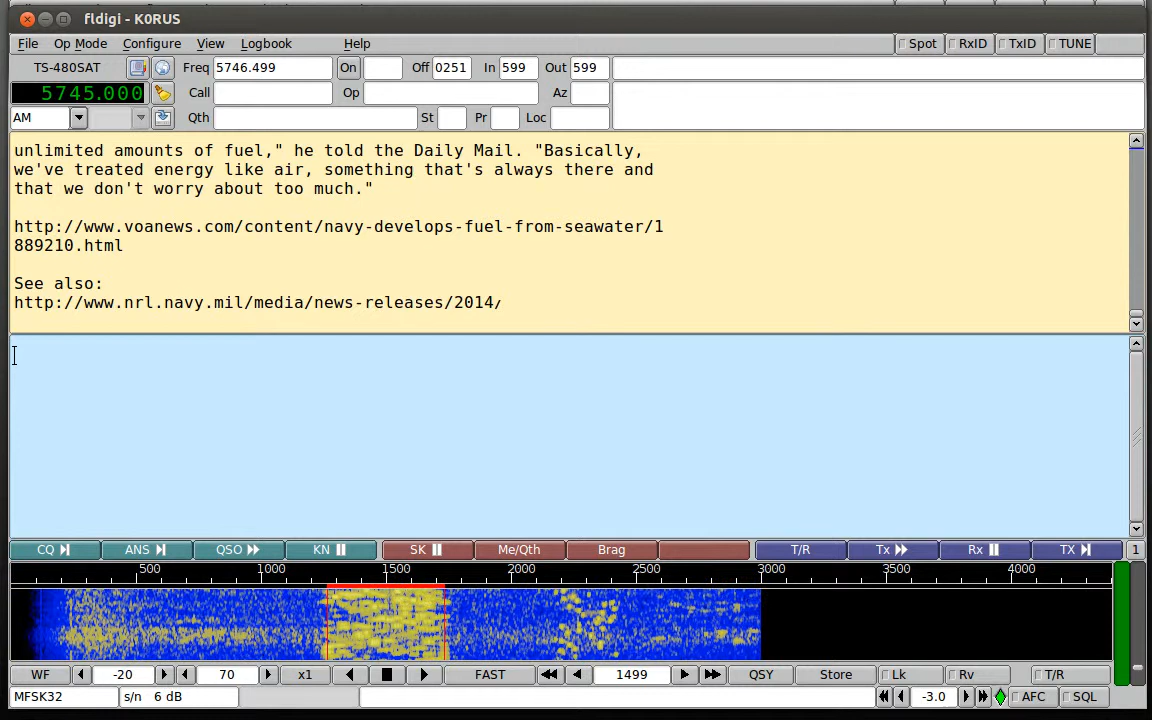 fldigi - K0RUS
File Op Mode Configure View Logbook Help Spot RxID TxID TUNE
TS-480SAT Freq 5746.499 On Off 0251 In 599 Out 599
5745.000 Call Op Az
AM Qth St Pr Loc
unlimited amounts of fuel," he told the Daily Mail. "Basically,
we've treated energy like air, something that's always there and
that we don't worry about too much."
http://www.voanews.com/content/navy-develops-fuel-from-seawater/1
889210.html
See also:
http://www.nrl.navy.mil/media/news-releases/2014/
CQ ANS QSO KN SK Me/Qth Brag T/R Tx Rx TX 1
500 1000 1500 2000 2500 3000 3500 4000
WF -20 70 x1 FAST 1499 QSY Store Lk Rv T/R
MFSK32 s/n 6 dB -3.0 AFC SQL